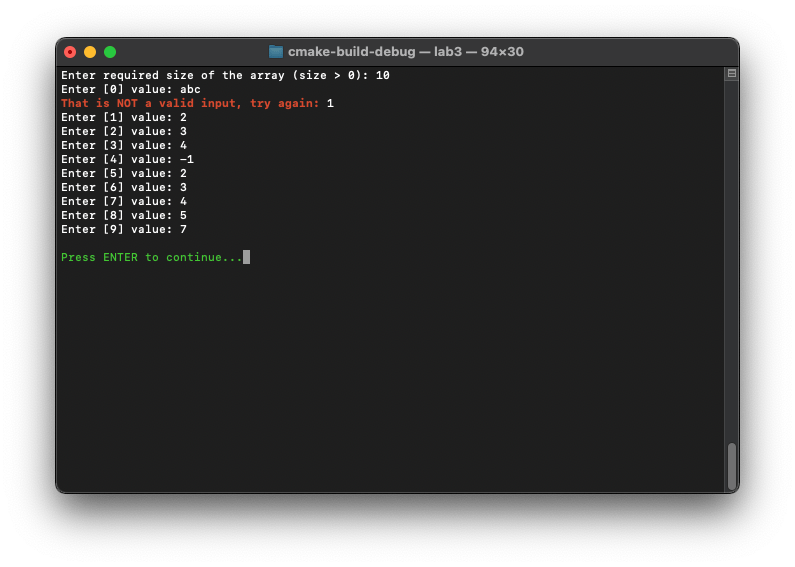 cmake-build-debug — lab3 — 94×30
Enter required size of the array (size > 0): 10
Enter [0] value: abc
That is NOT a valid input, try again: 1
Enter [1] value: 2
Enter [2] value: 3
Enter [3] value: 4
Enter [4] value: -1
Enter [5] value: 2
Enter [6] value: 3
Enter [7] value: 4
Enter [8] value: 5
Enter [9] value: 7
Press ENTER to continue...